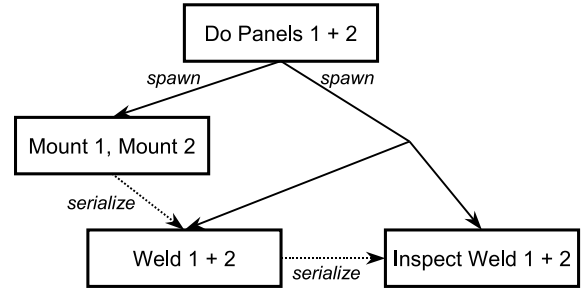 Do Panels 1 + 2
spawn
spawn
Mount 1, Mount 2
serialize
Weld 1 + 2
serialize
Inspect Weld 1 + 2